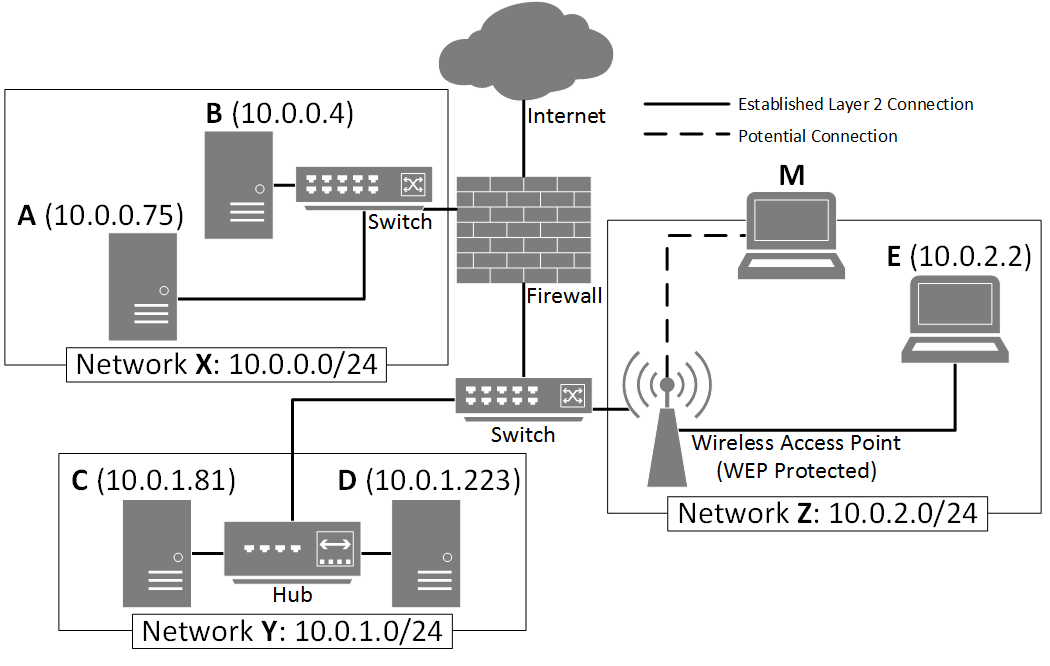 Internet
Established Layer 2 Connection
Potential Connection
B (10.0.0.4)
A (10.0.0.75)
Switch
Firewall
Network X: 10.0.0.0/24
M
E (10.0.2.2)
Switch
Wireless Access Point
(WEP Protected)
Network Z: 10.0.2.0/24
C (10.0.1.81)
D (10.0.1.223)
Hub
Network Y: 10.0.1.0/24